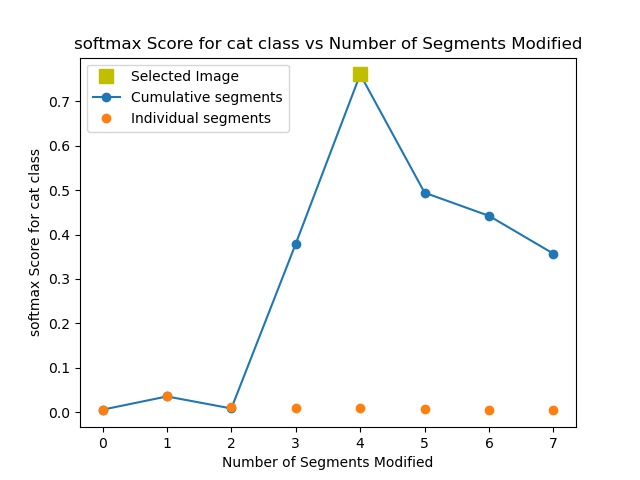 softmax Score for cat class vs Number of Segments Modified
Selected Image
Cumulative segments
Individual segments
softmax Score for cat class
0.7
0.6
0.5
0.4
0.3
0.2
0.1
0.0
0 1 2 3 4 5 6 7
Number of Segments Modified